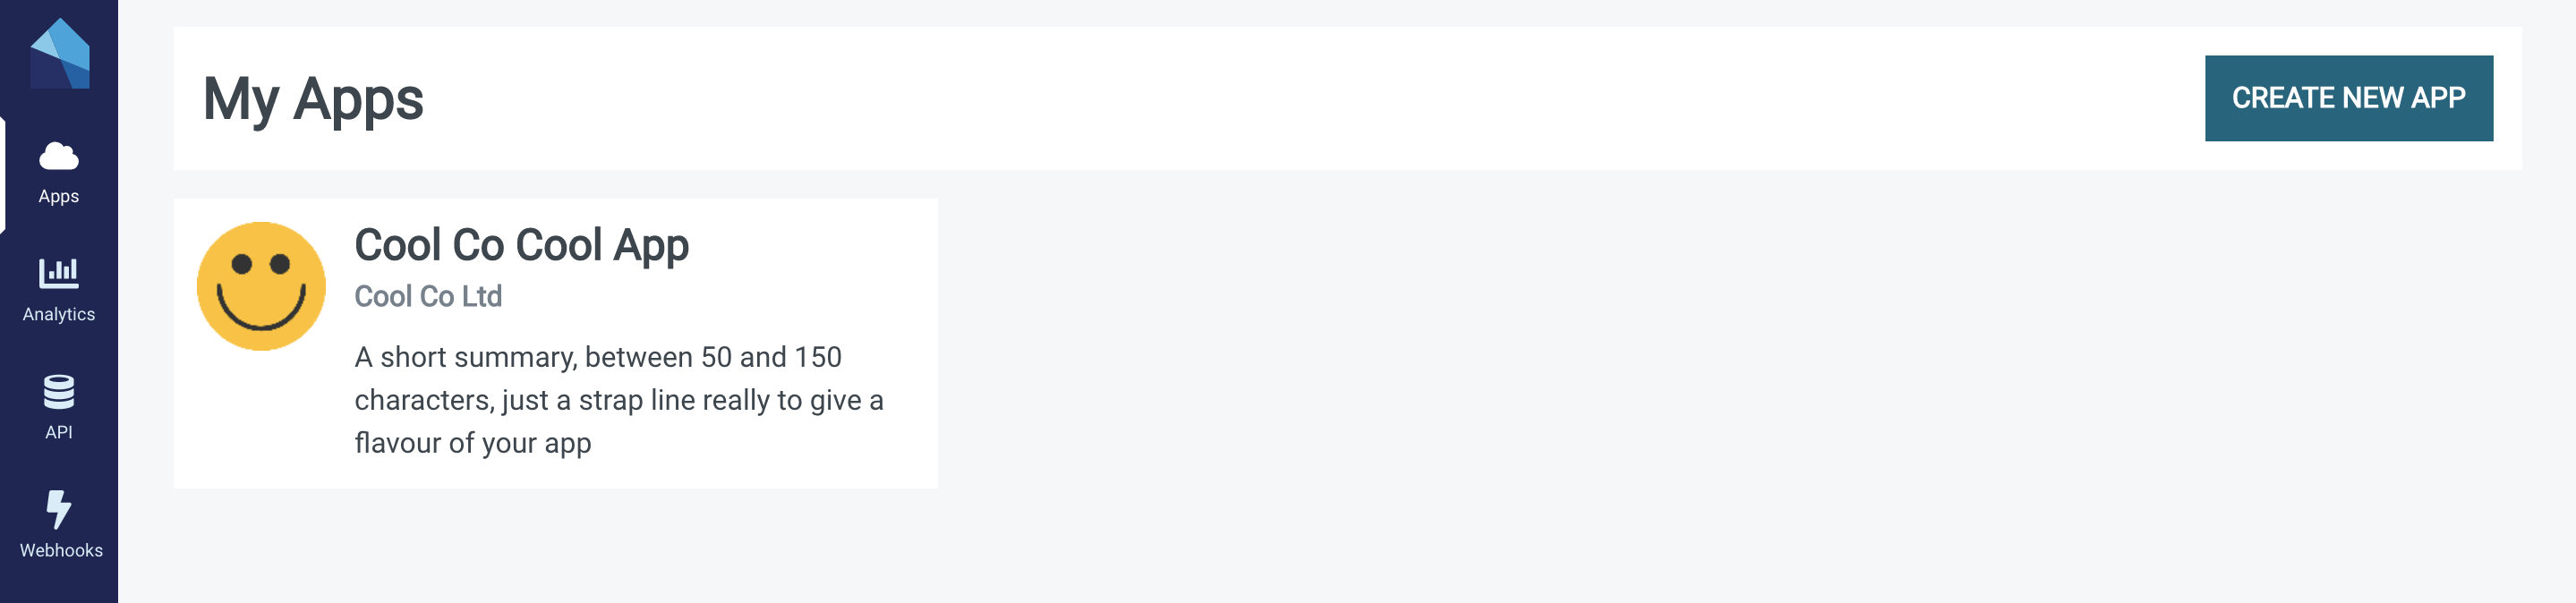 Apps
Analytics
API
Webhooks
My Apps
CREATE NEW APP
Cool Co Cool App
Cool Co Ltd
A short summary, between 50 and 150
characters, just a strap line really to give a
flavour of your app